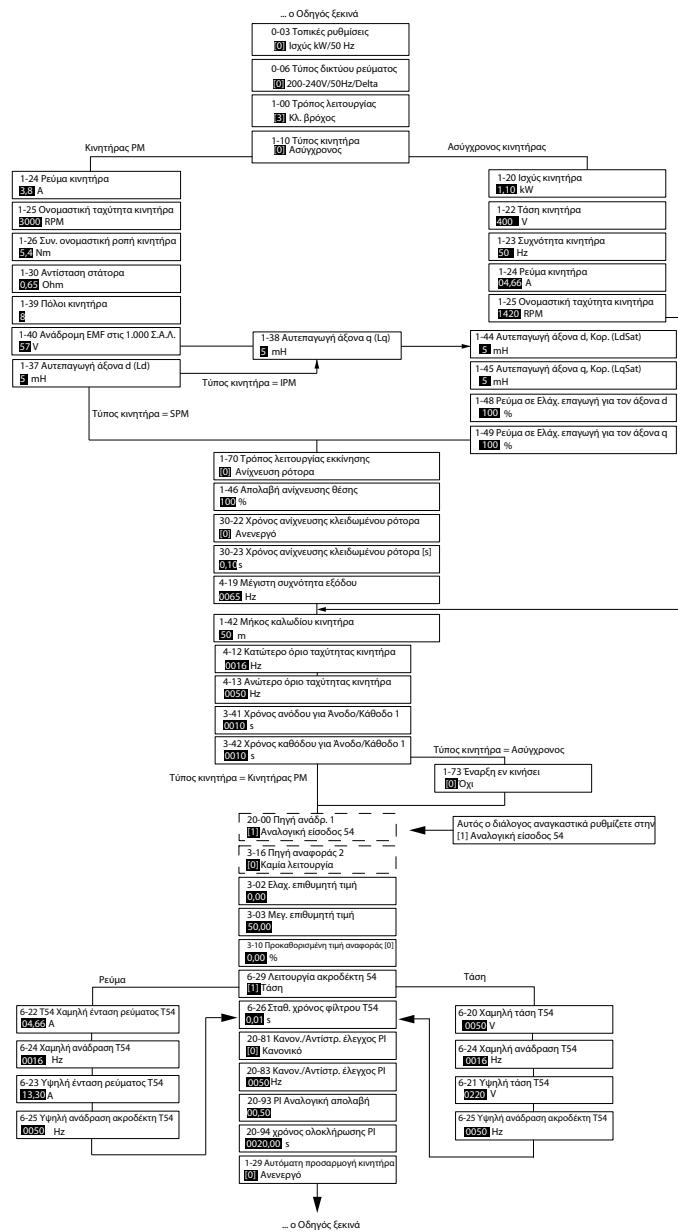 ... ο Οδηγός ξεκινά
0-03 Τοπικές ρυθμίσεις
[0] Ισχύς kW/50 Hz
0-06 Τύπος δικτύου ρεύματος
[0] 200-240V/50Hz/Delta
1-00 Τρόπος λειτουργίας
[3] Κλ. βρόχος
1-10 Τύπος κινητήρα
[0] Ασύγχρονος
Κινητήρας PM
Ασύγχρονος κινητήρας
1-24 Ρεύμα κινητήρα
3,8 A
1-25 Ονομαστική ταχύτητα κινητήρα
3000 RPM
1-26 Συν. ονομαστική ροπή κινητήρα
5,4 Nm
1-30 Αντίσταση στάτορα
0,65 Ohm
1-39 Πόλοι κινητήρα
8
1-40 Ανάδρομη EMF στις 1.000 Σ.Α.Λ.
57 V
1-37 Αυτεπαγωγή άξονα d (Ld)
5 mH
1-20 Ισχύς κινητήρα
1,10 kW
1-22 Τάση κινητήρα
400 V
1-23 Συχνότητα κινητήρα
50 Hz
1-24 Ρεύμα κινητήρα
04,66 A
1-25 Ονομαστική ταχύτητα κινητήρα
1420 RPM
1-38 Αυτεπαγωγή άξονα q (Lq)
5 mH
Τύπος κινητήρα = IPM
1-44 Αυτεπαγωγή άξονα d, Κορ. (LdSat)
5 mH
1-45 Αυτεπαγωγή άξονα q, Κορ. (LqSat)
5 mH
1-48 Ρεύμα σε Ελάχ. επαγωγή για τον άξονα d
100 %
1-49 Ρεύμα σε Ελάχ. επαγωγή για τον άξονα q
100 %
Τύπος κινητήρα = SPM
1-70 Τρόπος λειτουργίας εκκίνησης
[0] Ανίχνευση ρότορα
1-46 Απολαβή ανίχνευσης θέσης
100 %
30-22 Χρόνος ανίχνευσης κλειδωμένου ρότορα
[0] Ανενεργό
30-23 Χρόνος ανίχνευσης κλειδωμένου ρότορα [s]
0,10 s
4-19 Μέγιστη συχνότητα εξόδου
0065 Hz
1-42 Μήκος καλωδίου κινητήρα
50 m
4-12 Κατώτερο όριο ταχύτητας κινητήρα
0016 Hz
4-13 Ανώτερο όριο ταχύτητας κινητήρα
0050 Hz
3-41 Χρόνος ανόδου για Άνοδο/Κάθοδο 1
0010 s
3-42 Χρόνος καθόδου για Άνοδο/Κάθοδο 1
0010 s
Τύπος κινητήρα = Ασύγχρονος
Τύπος κινητήρα = Κινητήρας PM
1-73 Έναρξη εν κινήσει
[0] Όχι
20-00 Πηγή ανάδρ. 1
[1] Αναλογική είσοδος 54
Αυτός ο διάλογος αναγκαστικά ρυθμίζετε στην
[1] Αναλογική είσοδος 54
3-16 Πηγή αναφοράς 2
[0] Καμία λειτουργία
3-02 Ελαχ. επιθυμητή τιμή
0,00
3-03 Μεγ. επιθυμητή τιμή
50,00
3-10 Προκαθορισμένη τιμή αναφοράς [0]
0,00 %
Ρεύμα
6-29 Λειτουργία ακροδέκτη 54
[1] Τάση
Τάση
6-22 T54 Χαμηλή ένταση ρεύματος T54
04,66 A
6-24 Χαμηλή ανάδραση T54
0016 Hz
6-23 Υψηλή ένταση ρεύματος T54
13,30 A
6-25 Υψηλή ανάδραση ακροδέκτη T54
0050 Hz
6-26 Σταθ. χρόνος φίλτρου T54
0,01 s
20-81 Κανον./Αντίστρ. έλεγχος PI
[0] Κανονικό
20-83 Κανον./Αντίστρ. έλεγχος PI
0050 Hz
20-93 PI Αναλογική απολαβή
00,50
20-94 χρόνος ολοκλήρωσης PI
0020,00 s
1-29 Αυτόματη προσαρμογή κινητήρα
[0] Ανενεργό
6-20 Χαμηλή τάση T54
0050 V
6-24 Χαμηλή ανάδραση T54
0016 Hz
6-21 Υψηλή τάση T54
0220 V
6-25 Υψηλή ανάδραση ακροδέκτη T54
0050 Hz
... ο Οδηγός ξεκινά